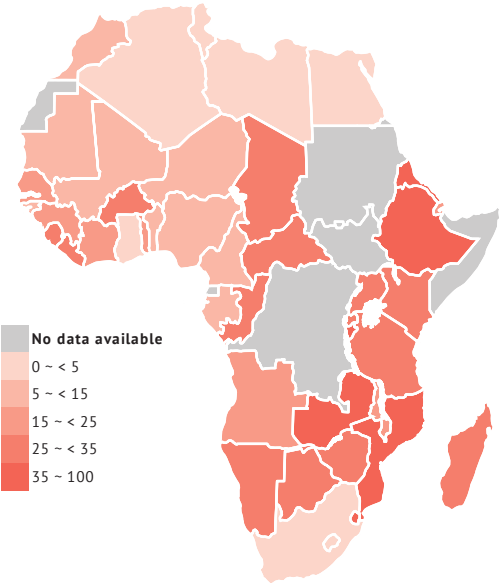 No data available
0 ~ < 5
5 ~ < 15
15 ~ < 25
25 ~ < 35
35 ~ 100